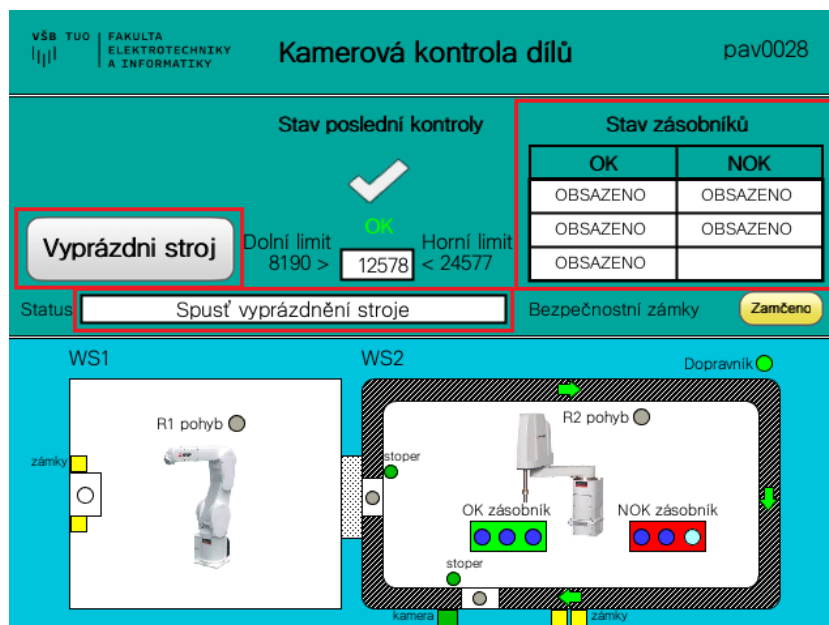 VŠB TUO
FAKULTA
ELEKTROTECHNIKY
A INFORMATIKY
Kamerová kontrola dílů
pav0028
Stav poslední kontroly
OK
Dolní limit
8190 >
12578
Horní limit
< 24577
Vyprázdni stroj
Stav zásobníků
OK NOK
OBSAZENO OBSAZENO
OBSAZENO OBSAZENO
OBSAZENO
Status
Spusť vyprázdnění stroje
Bezpečnostní zámky
Zamčeno
WS1
WS2
Dopravník
R1 pohyb
R2 pohyb
zámky
stoper
OK zásobník
NOK zásobník
stoper
kamera
zámky